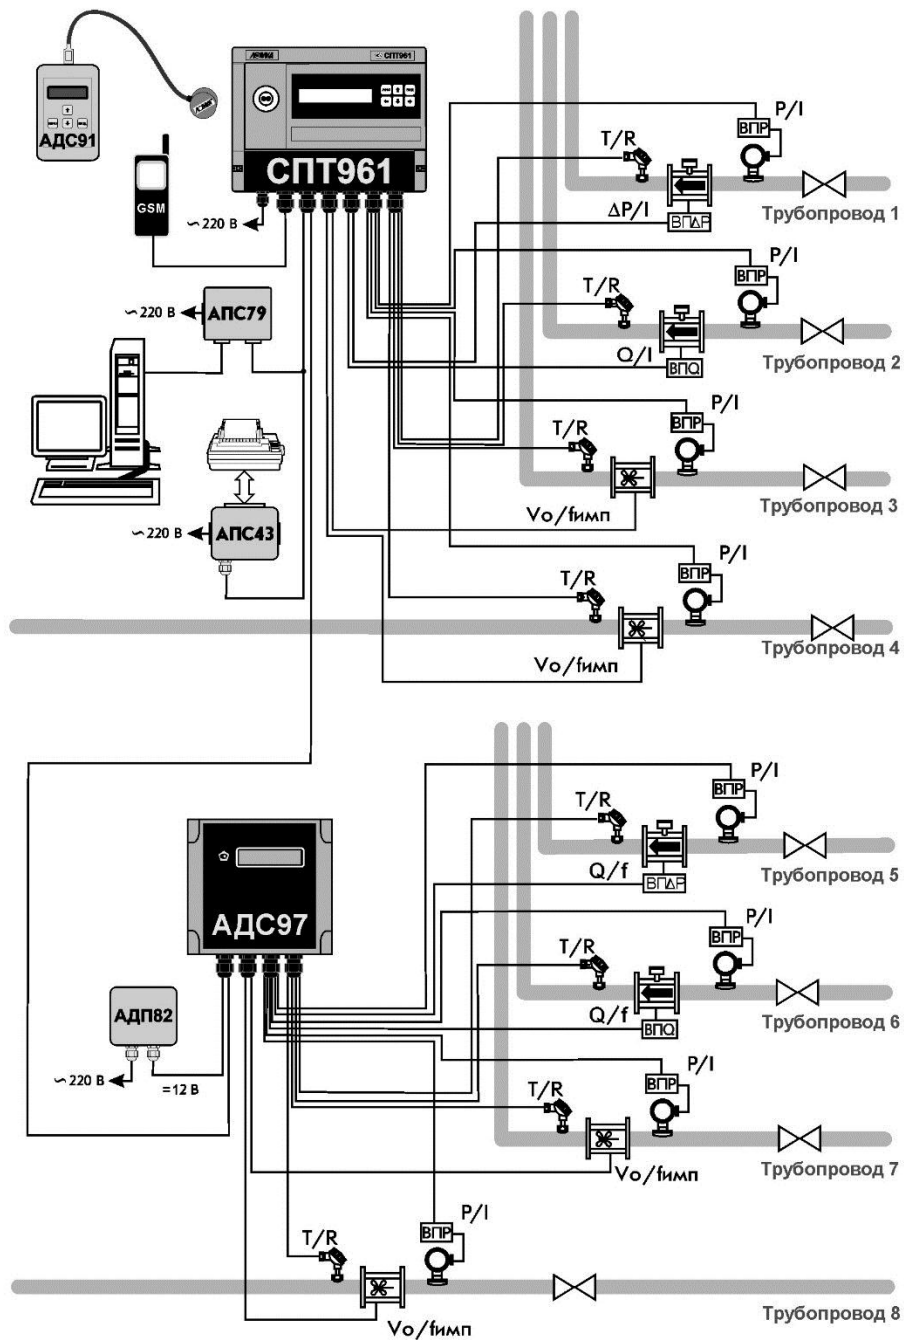 ЛОГИКА
СПТ961
P/I
АДС91
T/R
ВПР
СПТ961
GSM
ΔP/I
ВПΔР
Трубопровод 1
~ 220 В
P/I
АПС79
T/R
ВПР
~ 220 В
Q/I
ВПQ
Трубопровод 2
P/I
T/R
ВПР
Трубопровод 3
Vo/fимп
~ 220 В
АПС43
P/I
T/R
ВПР
Трубопровод 4
Vo/fимп
P/I
T/R
ВПР
Q/f
ВПΔР
Трубопровод 5
АДС97
P/I
T/R
ВПР
АДП82
Q/f
ВПQ
Трубопровод 6
~ 220 В
=12 В
P/I
T/R
ВПР
Трубопровод 7
Vo/fимп
P/I
T/R
ВПР
Трубопровод 8
Vo/fимп